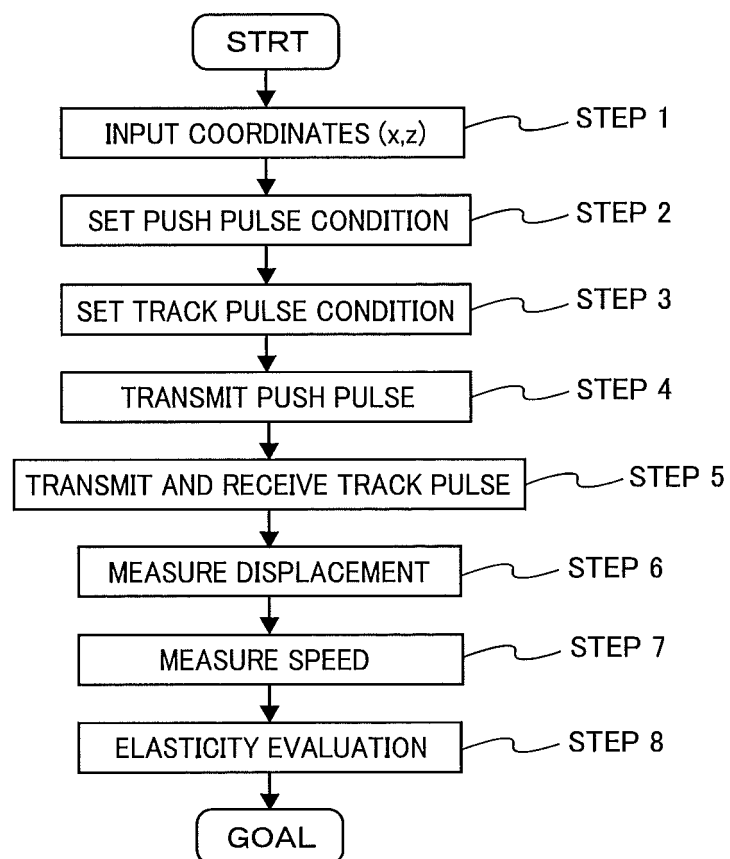 STRT
INPUT COORDINATES (x,z)
STEP 1
SET PUSH PULSE CONDITION
STEP 2
SET TRACK PULSE CONDITION
STEP 3
TRANSMIT PUSH PULSE
STEP 4
TRANSMIT AND RECEIVE TRACK PULSE
STEP 5
MEASURE DISPLACEMENT
STEP 6
MEASURE SPEED
STEP 7
ELASTICITY EVALUATION
STEP 8
GOAL